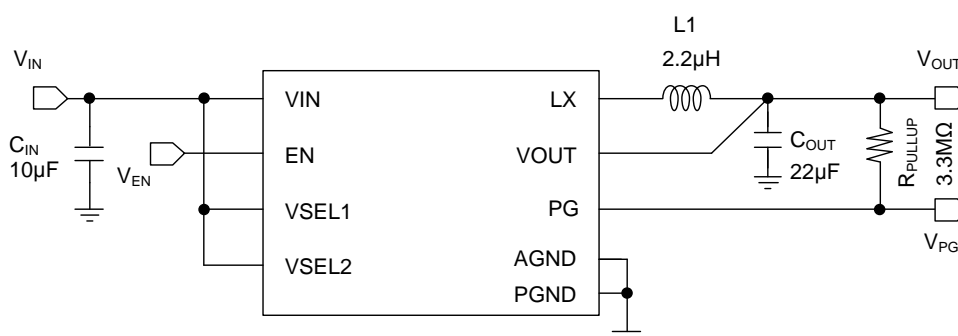 L1
2.2µH
VIN
VOUT
CIN
10µF
VEN
VIN
EN
VSEL1
VSEL2
LX
VOUT
PG
AGND
PGND
COUT
22µF
RPULLUP
3.3MΩ
VPG